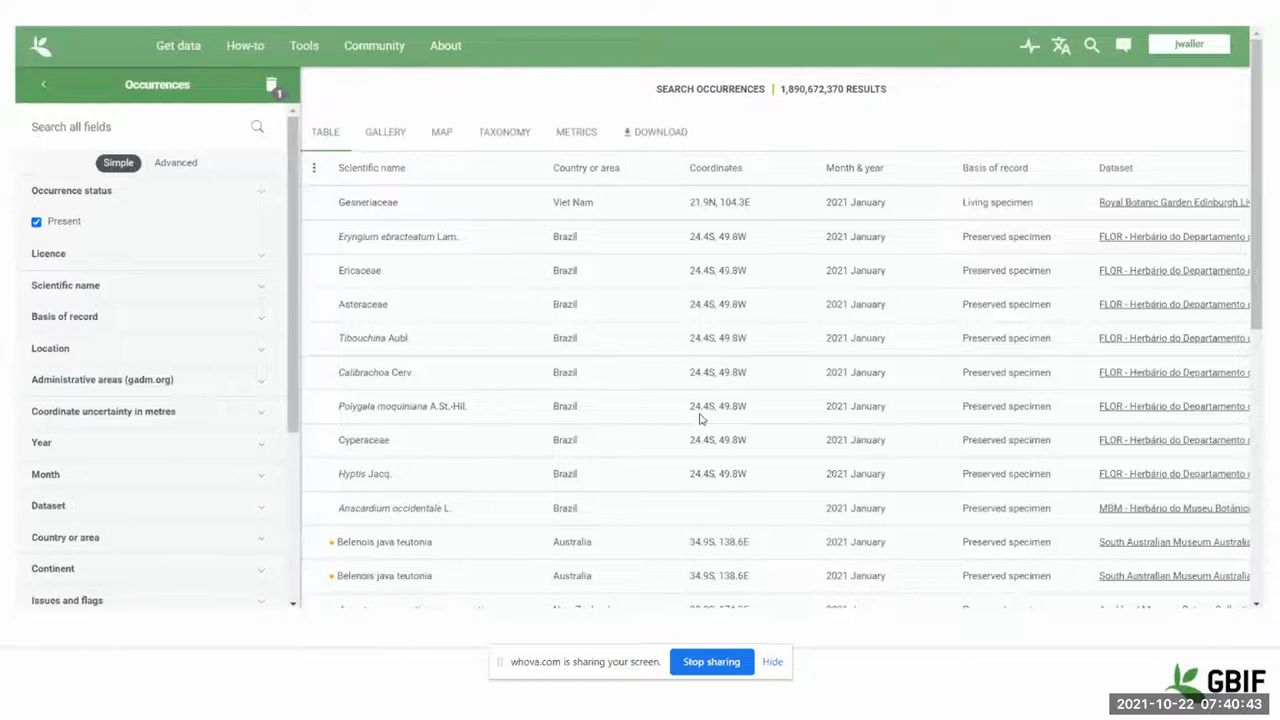 Get data How-to Tools Community About jwaller
Occurrences 1
SEARCH OCCURRENCES | 1,890,672,370 RESULTS
Search all fields
TABLE GALLERY MAP TAXONOMY METRICS DOWNLOAD
Simple Advanced
Scientific name Country or area Coordinates Month & year Basis of record Dataset
Occurrence status
Present
Licence
Scientific name
Basis of record
Location
Administrative areas (gadm.org)
Coordinate uncertainty in metres
Year
Month
Dataset
Country or area
Continent
Issues and flags
Gesneriaceae Viet Nam 21.9N, 104.3E 2021 January Living specimen Royal Botanic Garden Edinburgh Li
Eryngium ebracteatum Lam. Brazil 24.4S, 49.8W 2021 January Preserved specimen FLOR - Herbário do Departamento
Ericaceae Brazil 24.4S, 49.8W 2021 January Preserved specimen FLOR - Herbário do Departamento
Asteraceae Brazil 24.4S, 49.8W 2021 January Preserved specimen FLOR - Herbário do Departamento
Tibouchina Aubl. Brazil 24.4S, 49.8W 2021 January Preserved specimen FLOR - Herbário do Departamento
Calibrachoa Cerv. Brazil 24.4S, 49.8W 2021 January Preserved specimen FLOR - Herbário do Departamento
Polygala moquiniana A.St.-Hil. Brazil 24.4S, 49.8W 2021 January Preserved specimen FLOR - Herbário do Departamento
Cyperaceae Brazil 24.4S, 49.8W 2021 January Preserved specimen FLOR - Herbário do Departamento
Hyptis Jacq. Brazil 24.4S, 49.8W 2021 January Preserved specimen FLOR - Herbário do Departamento
Anacardium occidentale L. Brazil 2021 January Preserved specimen MBM - Herbário do Museu Botânic
Belenois java teutonia Australia 34.9S, 138.6E 2021 January Preserved specimen South Australian Museum Australia
Belenois java teutonia Australia 34.9S, 138.6E 2021 January Preserved specimen South Australian Museum Australia
whova.com is sharing your screen. Stop sharing Hide
GBIF
2021-10-22 07:40:43